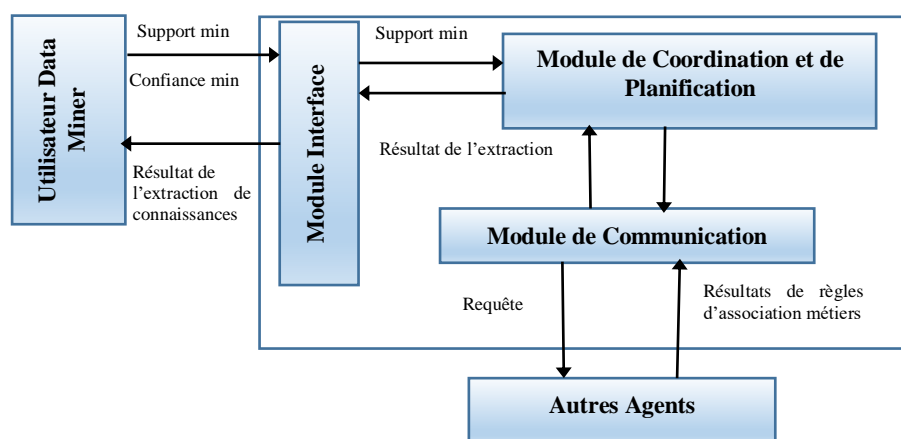 Utilisateur Data
Miner
Support min
Confiance min
Résultat de
l'extraction de
connaissances
Module Interface
Support min
Résultat de l'extraction
Module de Coordination et de
Planification
Module de Communication
Requête
Résultats de règles
d'association métiers
Autres Agents